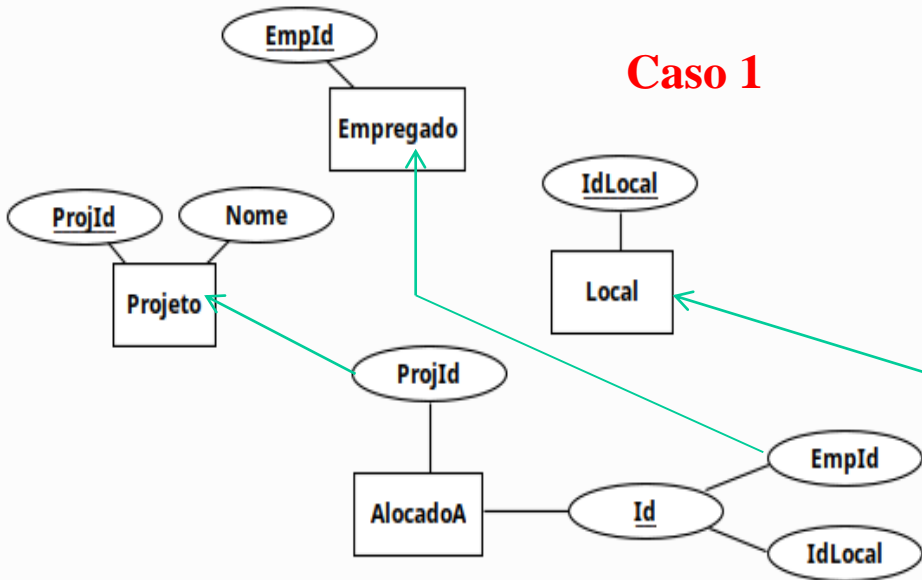 EmpId
Caso 1
Empregado
IdLocal
ProjId
Nome
Local
Projeto
ProjId
EmpId
AlocadoA
Id
IdLocal